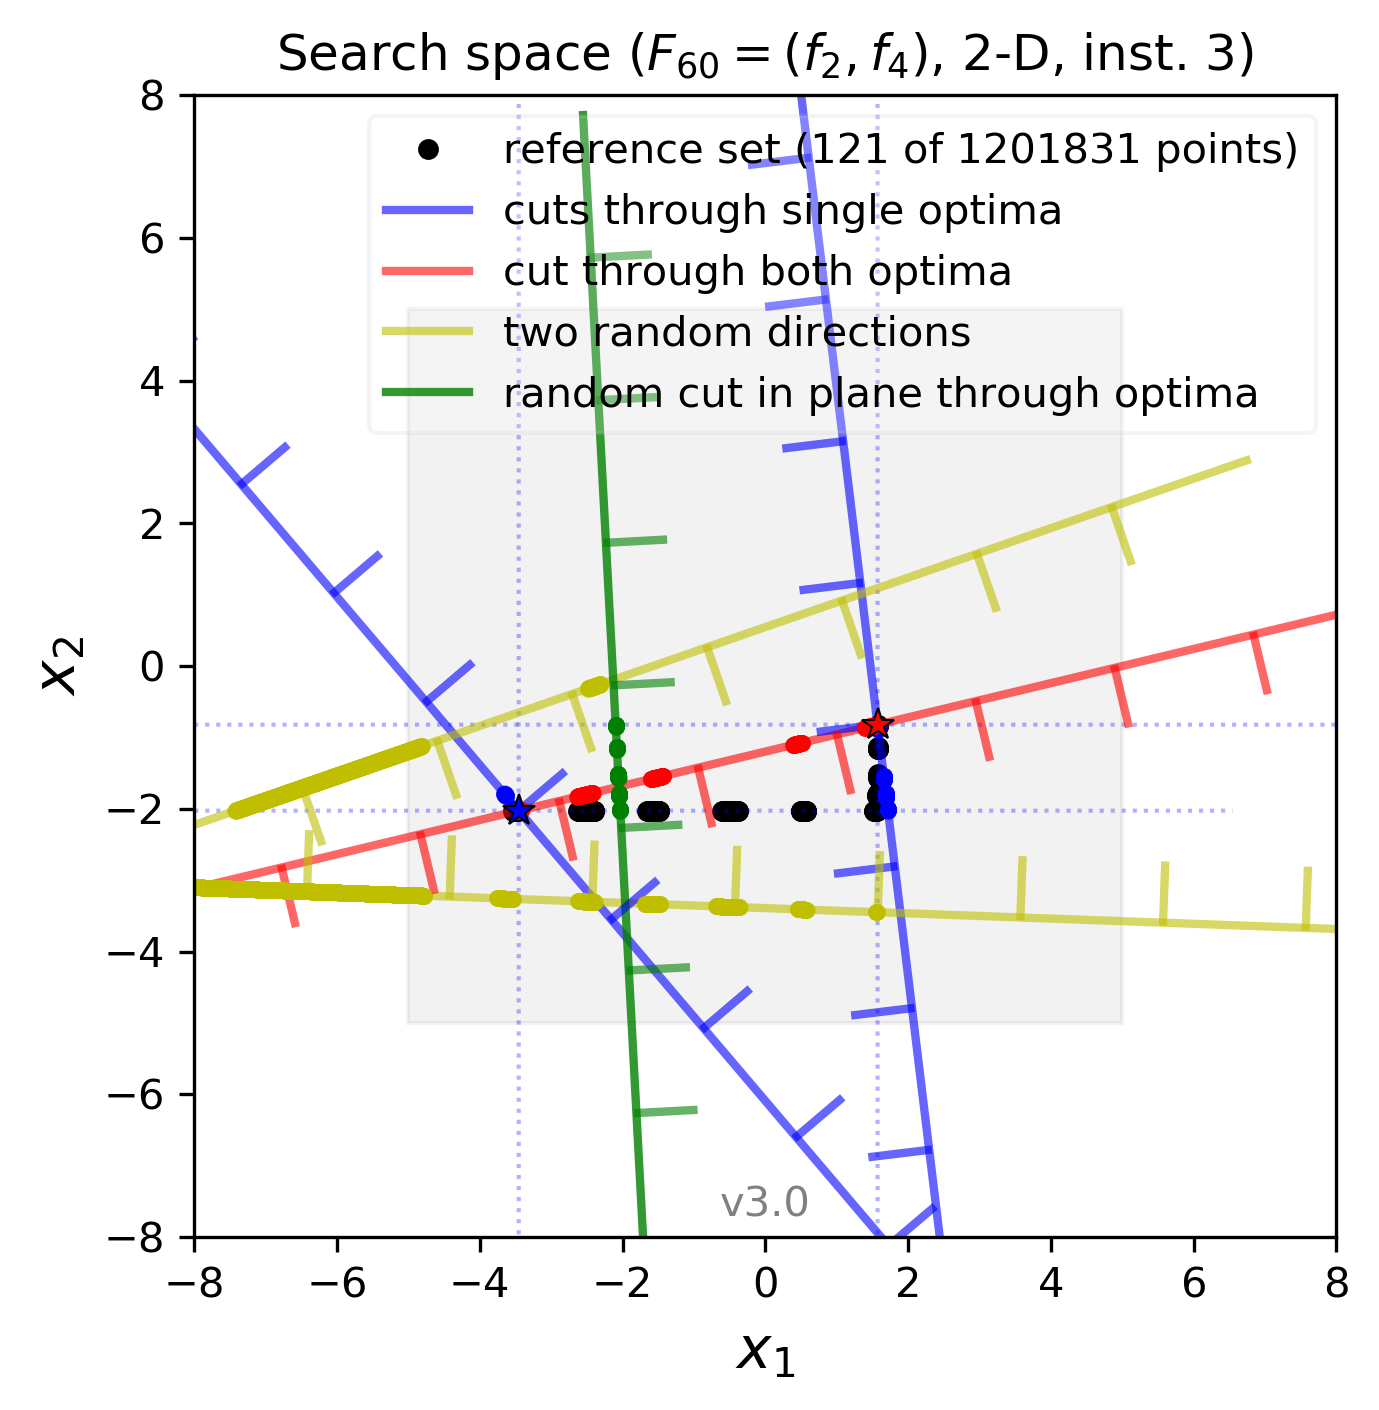 Search space (F₆₀ = (f₂, f₄), 2-D, inst. 3)
reference set (121 of 1201831 points)
cuts through single optima
cut through both optima
two random directions
random cut in plane through optima
8
6
4
2
0
−2
−4
−6
−8
x₂
v3.0
−8 −6 −4 −2 0 2 4 6 8
x₁